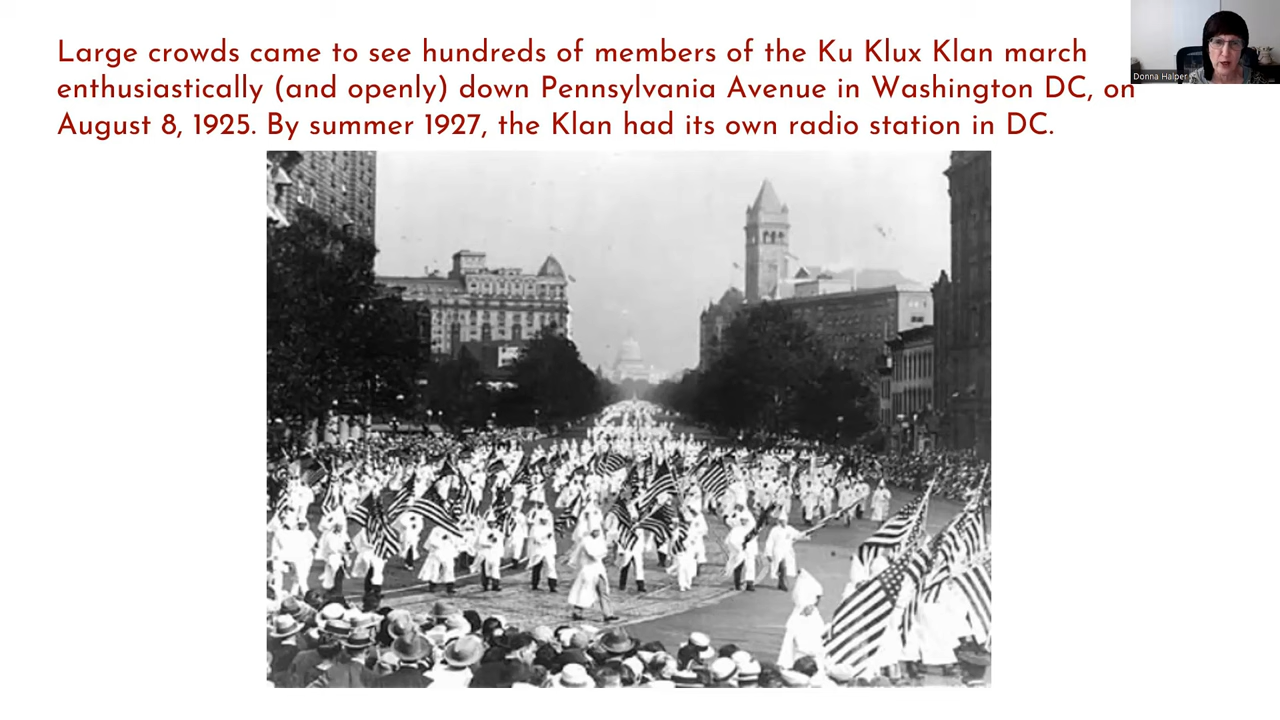 Large crowds came to see hundreds of members of the Ku Klux Klan march
enthusiastically (and openly) down Pennsylvania Avenue in Washington DC, on
August 8, 1925. By summer 1927, the Klan had its own radio station in DC.
Donna Halper